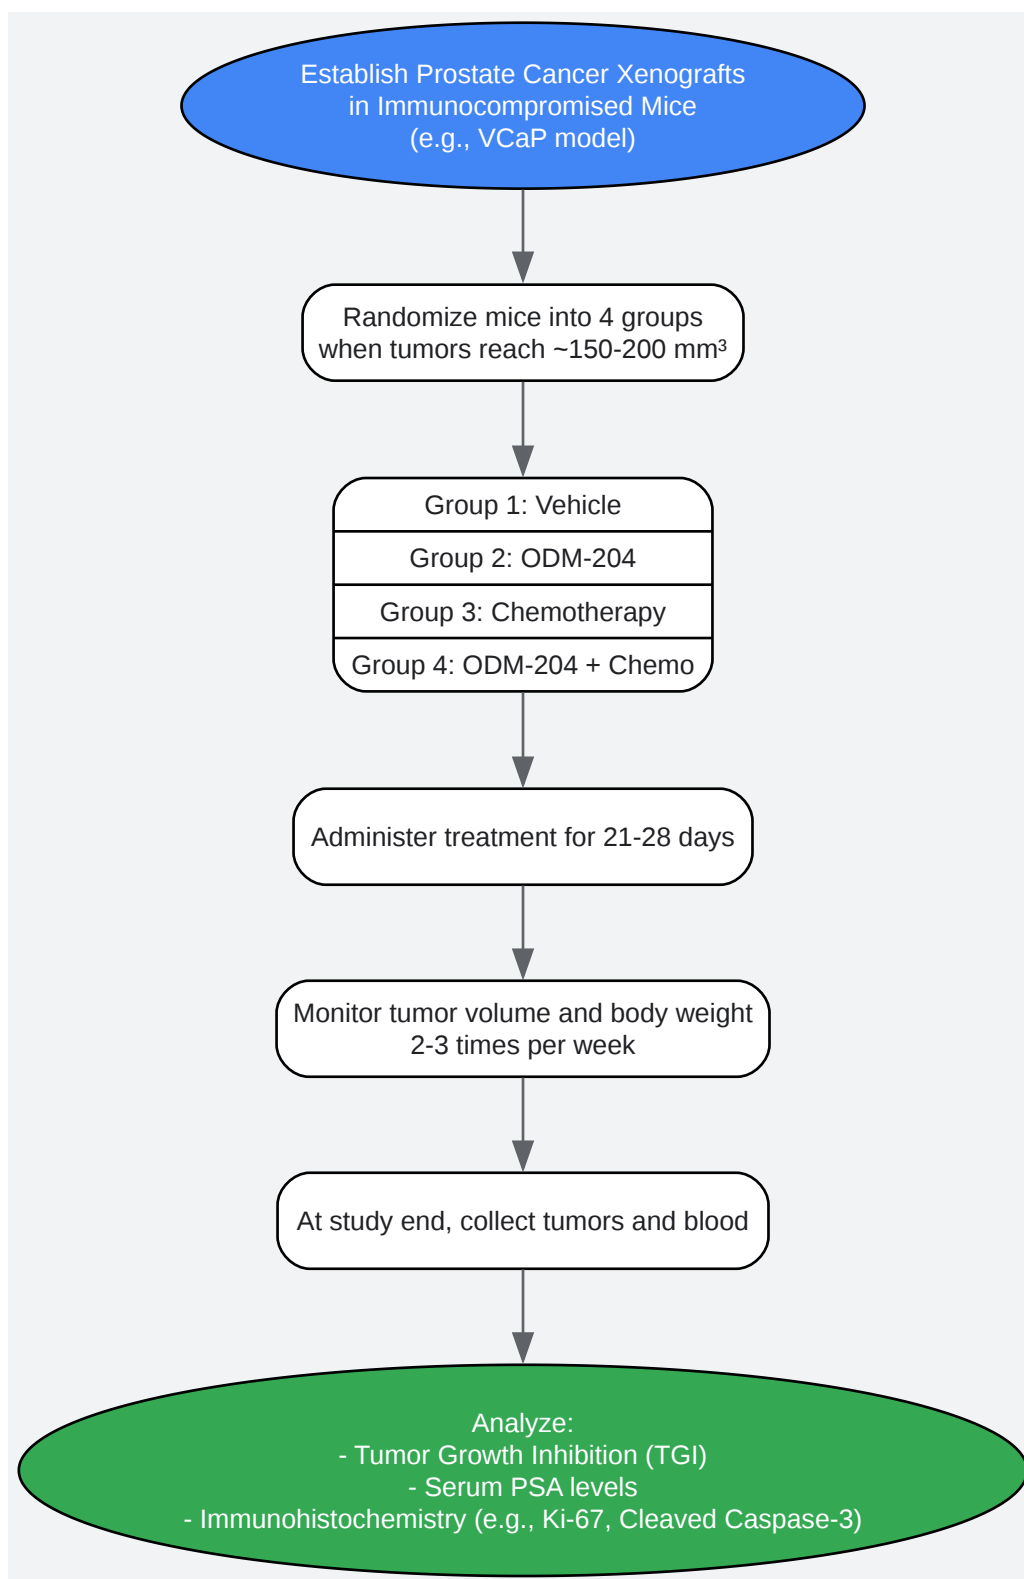 Establish Prostate Cancer Xenografts
in Immunocompromised Mice
(e.g., VCaP model)
Randomize mice into 4 groups
when tumors reach ~150-200 mm³
Group 1: Vehicle
Group 2: ODM-204
Group 3: Chemotherapy
Group 4: ODM-204 + Chemo
Administer treatment for 21-28 days
Monitor tumor volume and body weight
2-3 times per week
At study end, collect tumors and blood
Analyze:
- Tumor Growth Inhibition (TGI)
- Serum PSA levels
- Immunohistochemistry (e.g., Ki-67, Cleaved Caspase-3)